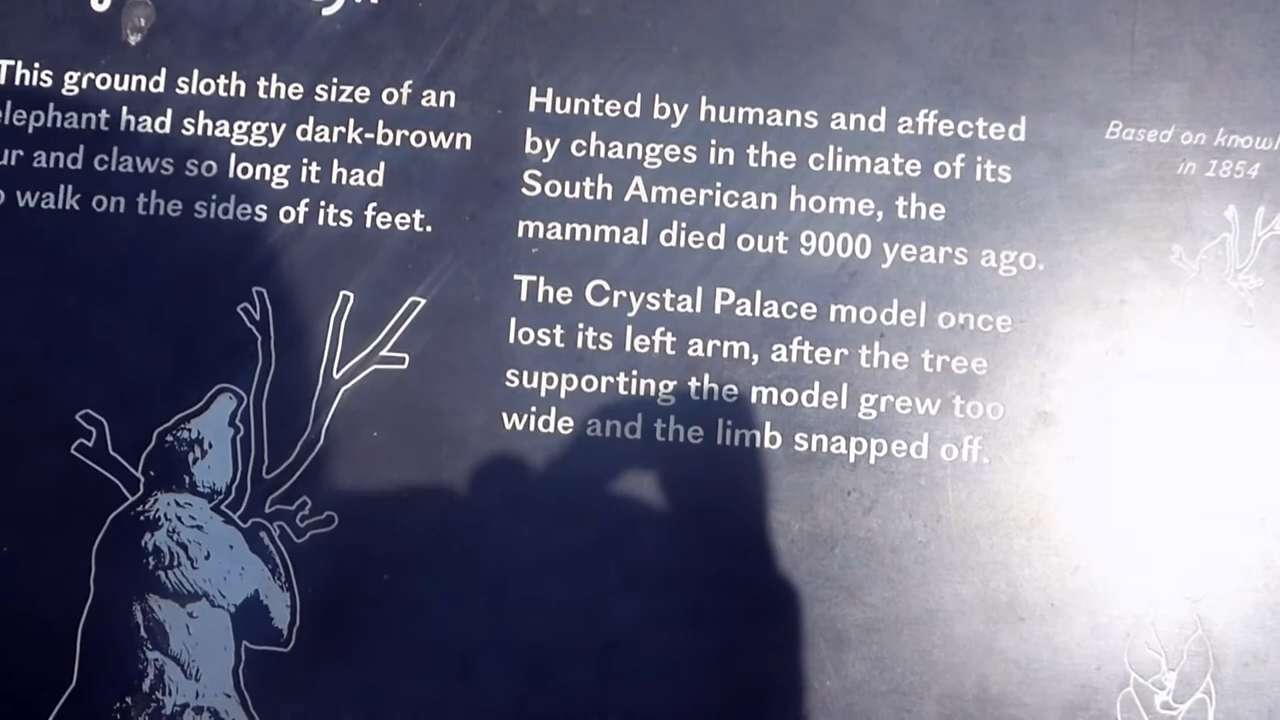 This ground sloth the size of an
elephant had shaggy dark-brown
ur and claws so long it had
walk on the sides of its feet.
Hunted by humans and affected
by changes in the climate of its
South American home, the
mammal died out 9000 years ago.
The Crystal Palace model once
lost its left arm, after the tree
supporting the model grew too
wide and the limb snapped off.
Based on knowl
in 1854